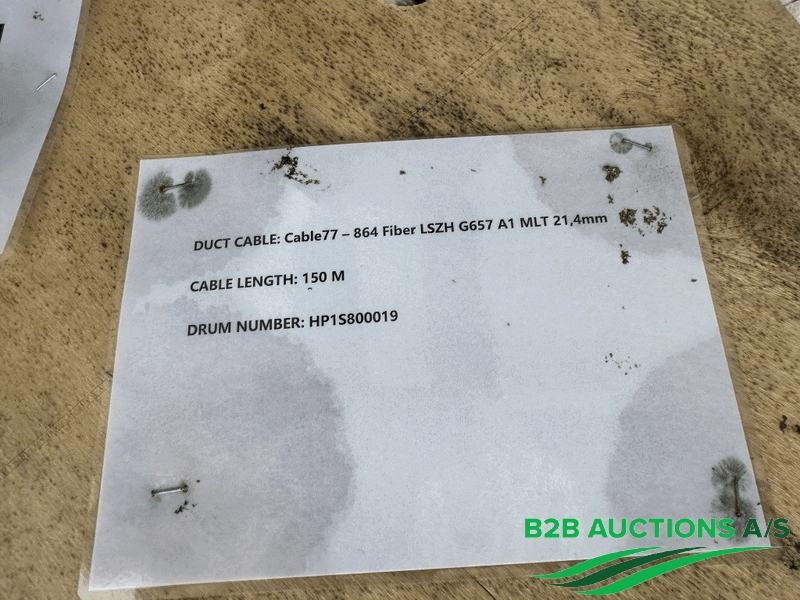 DUCT CABLE: Cable77 – 864 Fiber LSZH G657 A1 MLT 21,4mm
CABLE LENGTH: 150 M
DRUM NUMBER: HP1S800019
B2B AUCTIONS A/S